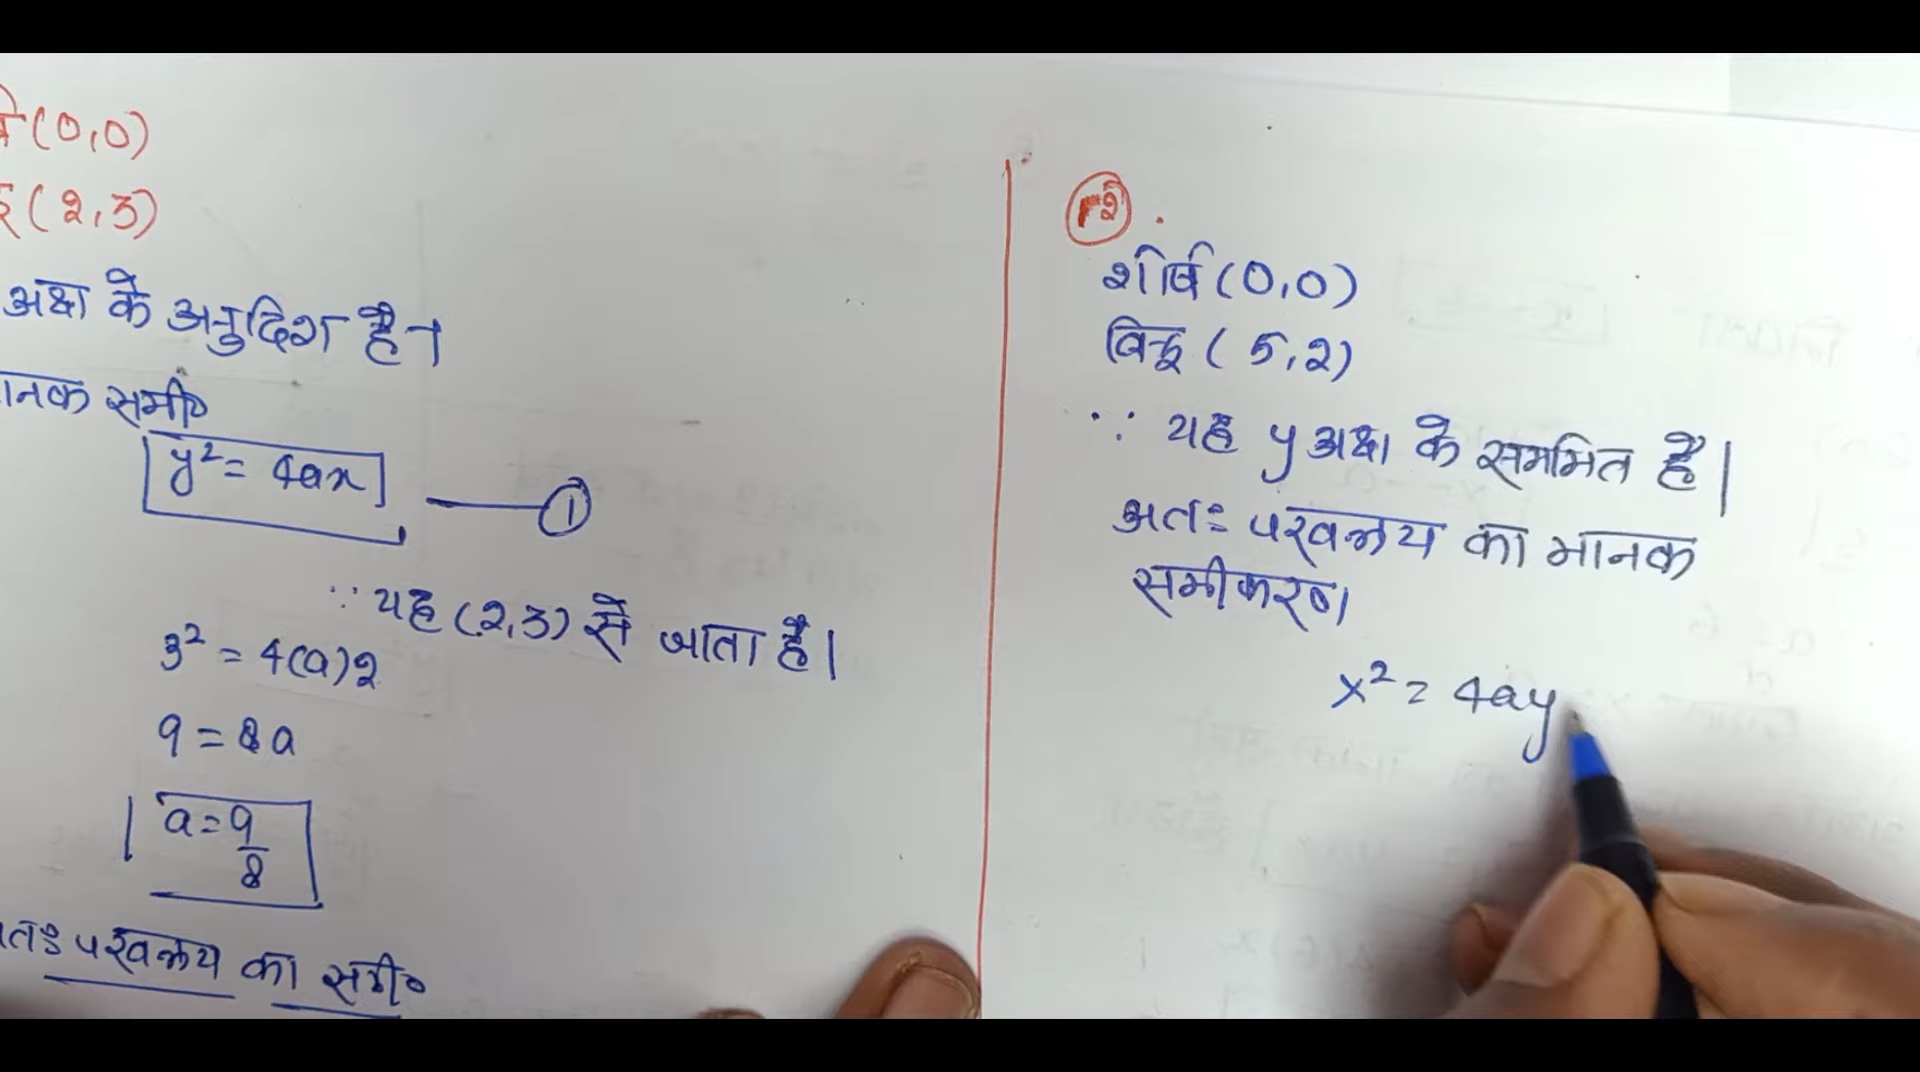 (0,0)
(2,3)
अक्ष के अनुदिश है।
मानक समी०
y² = 4ax ①
∵ यह (2,3) से जाता है।
3² = 4(a)2
9 = 8a
a = 9/8
अतः परवलय का समी०
१२.
शीर्ष (0,0)
बिन्दू (5,2)
∵ यह y अक्ष के सममित है।
अतः परवलय का मानक
समीकरण
x² = 4ay